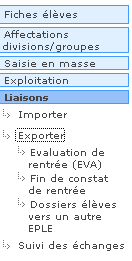 Fiches élèves
Affectations
divisions/groupes
Saisie en masse
Exploitation
Liaisons
Importer
Exporter
Evaluation de
rentrée (EVA)
Fin de constat
de rentrée
Dossiers élèves
vers un autre
EPLE
Suivi des échanges